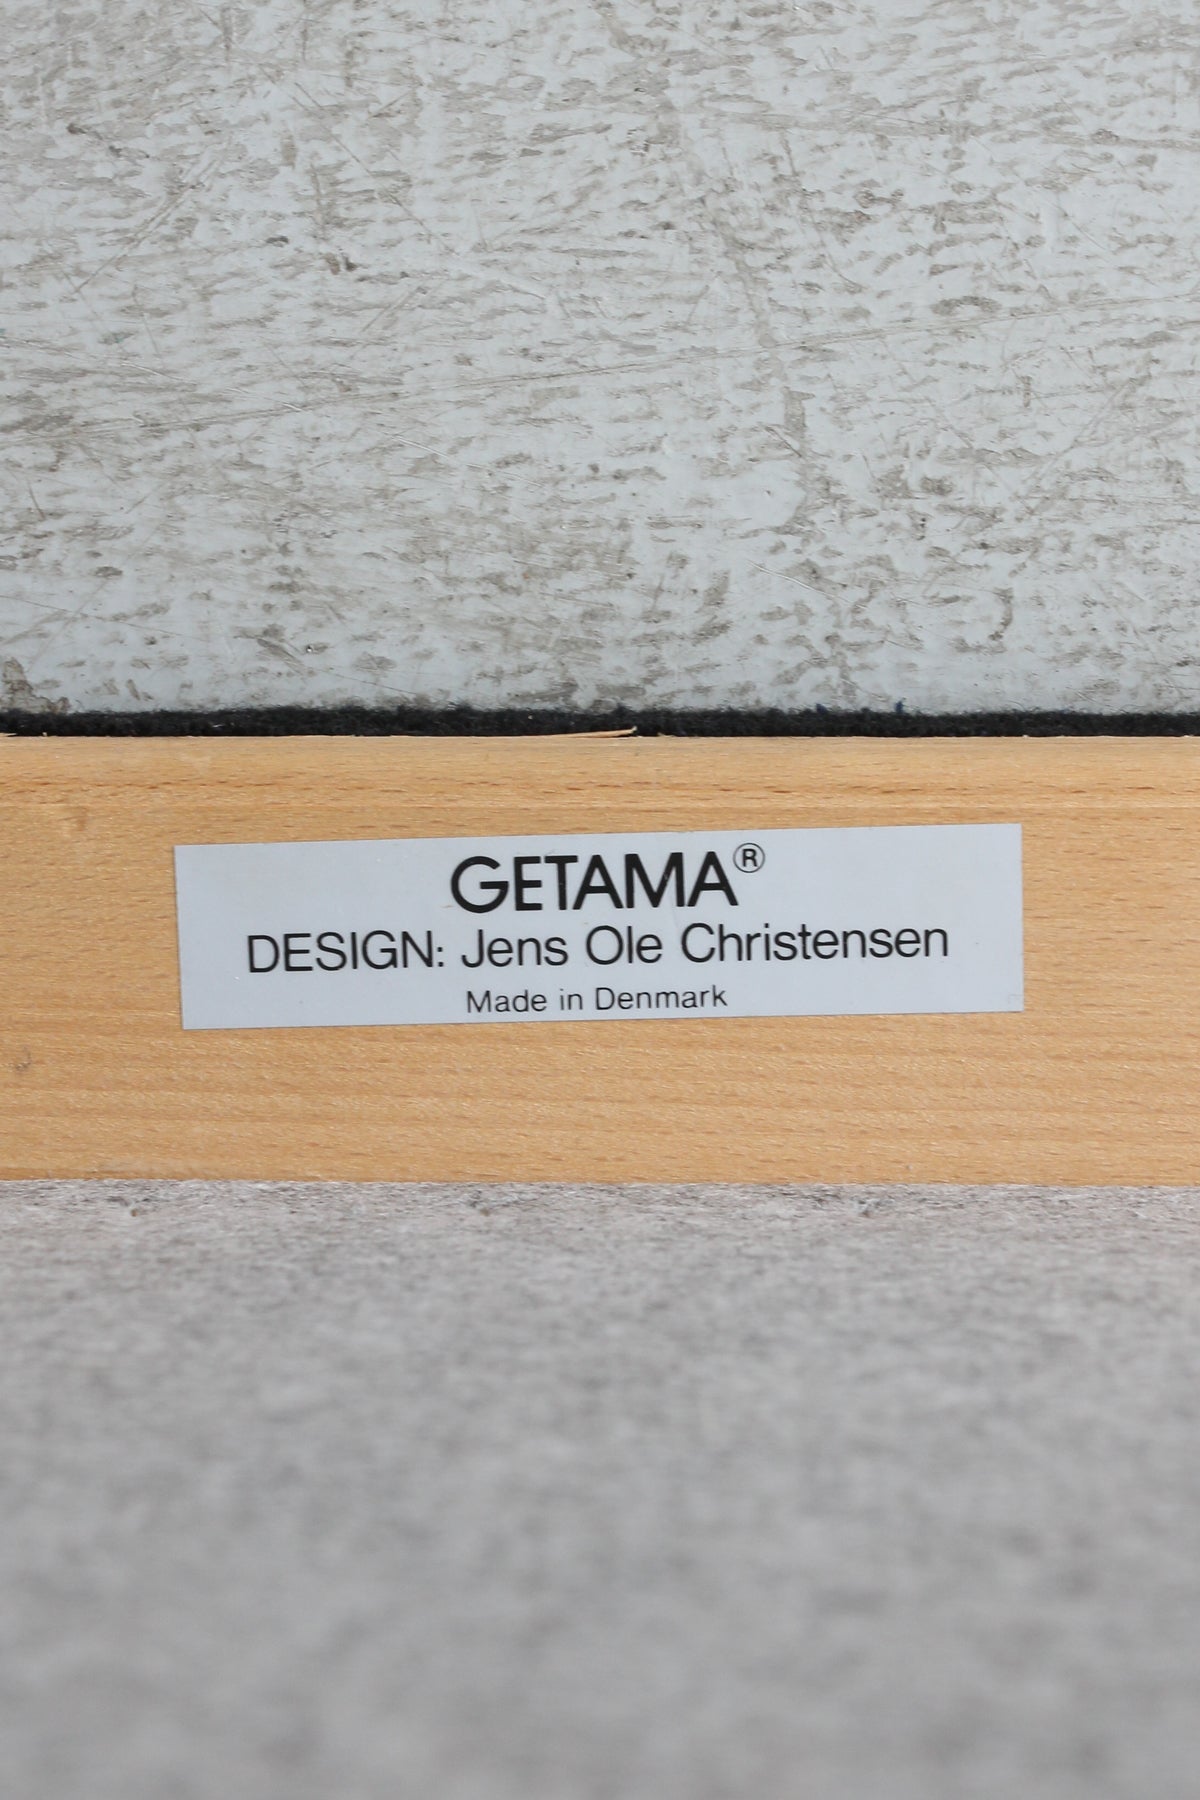 GETAMA®
DESIGN: Jens Ole Christensen
Made in Denmark